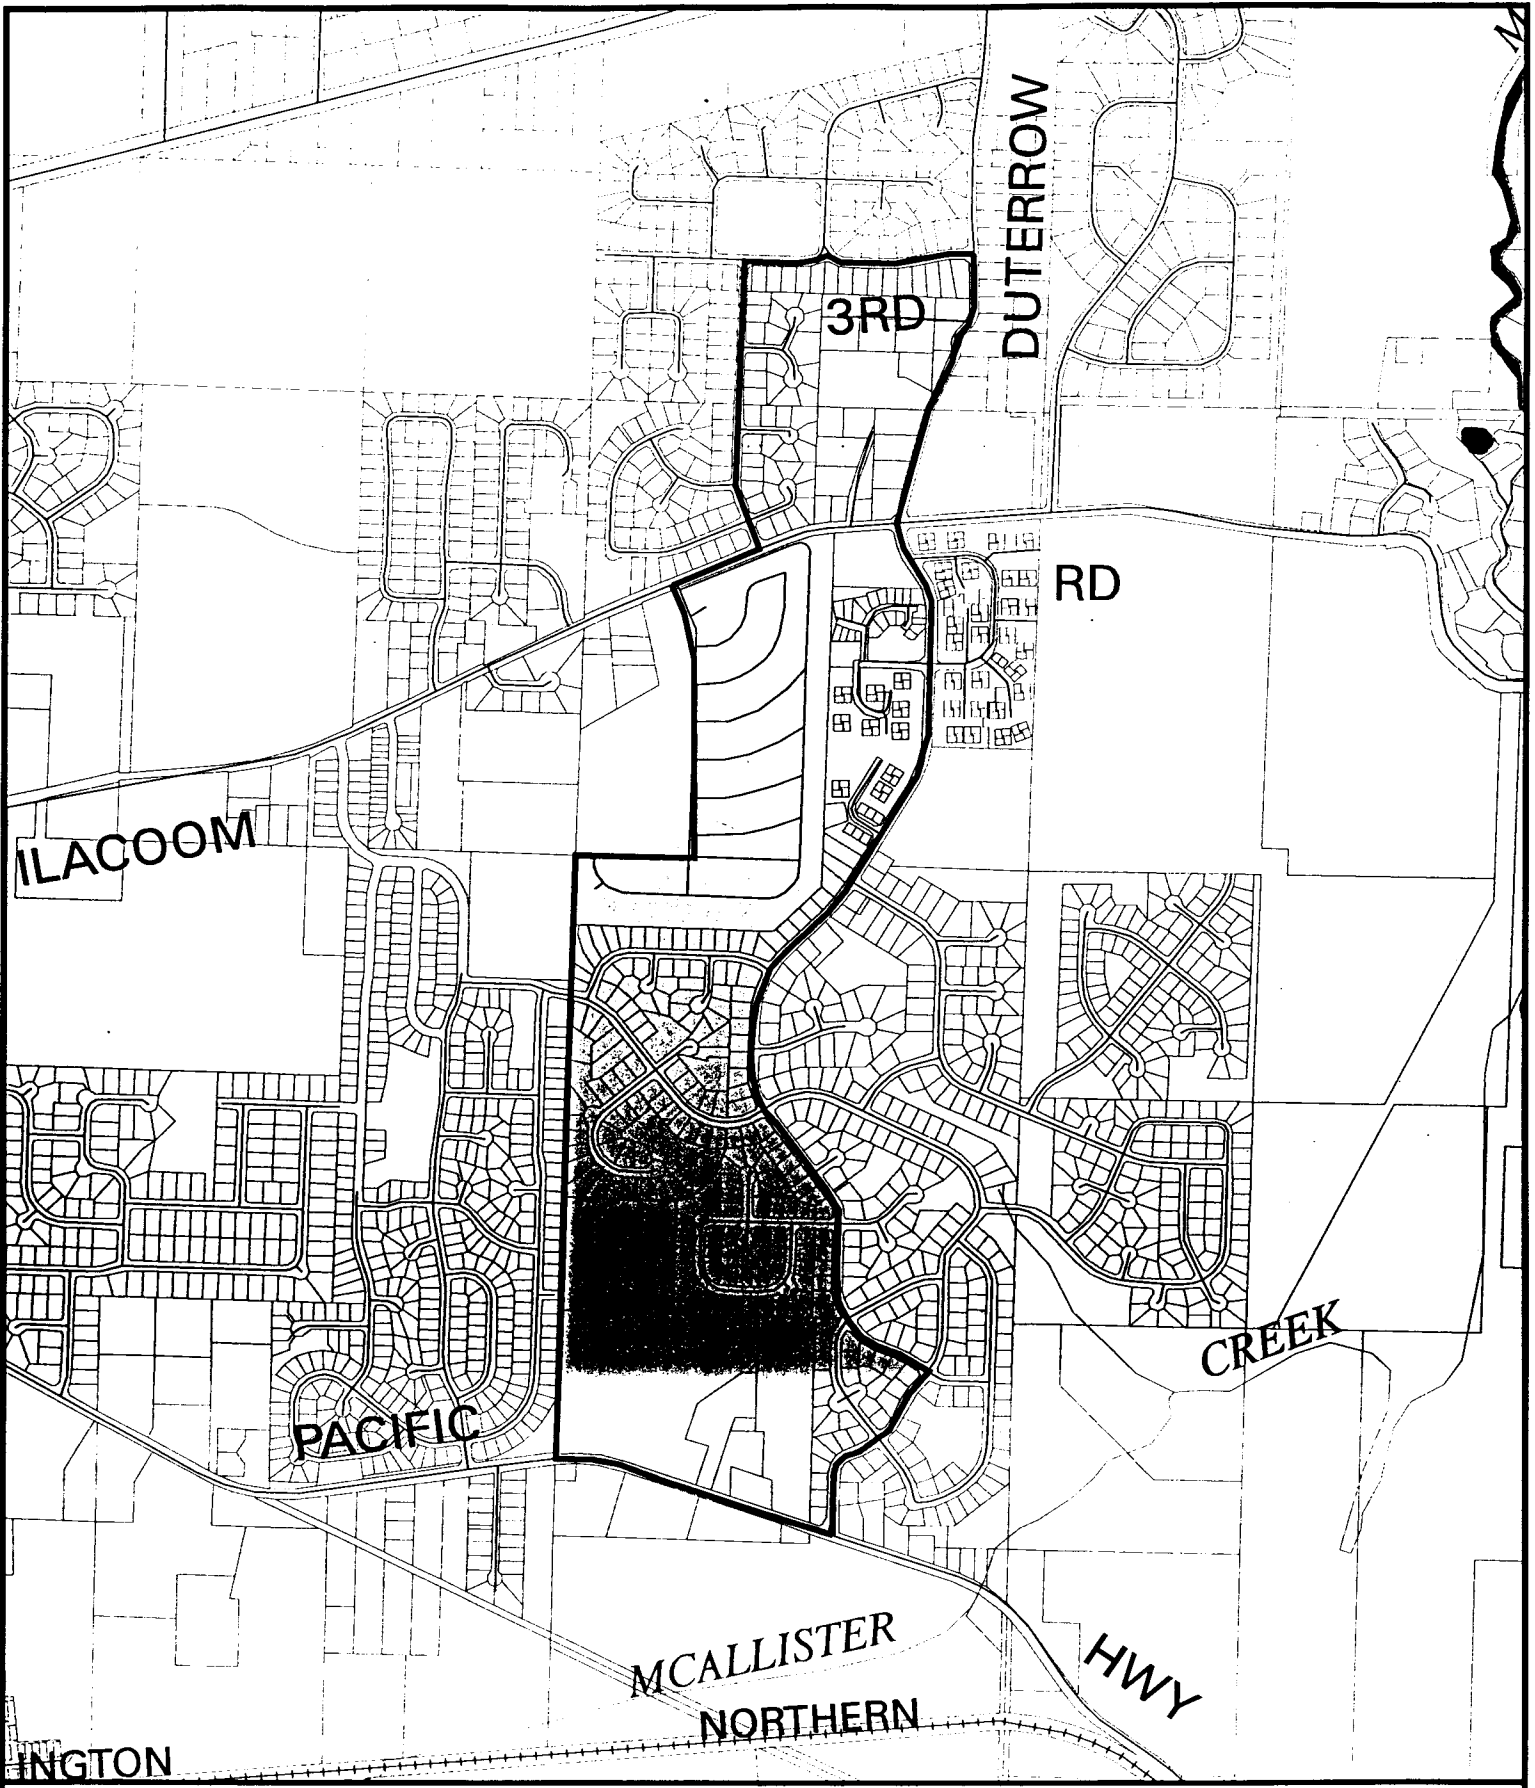 DUTERROW
3RD
RD
ILACOOM
CREEK
PACIFIC
MCALLISTER
HWY
NORTHERN
INGTON
M